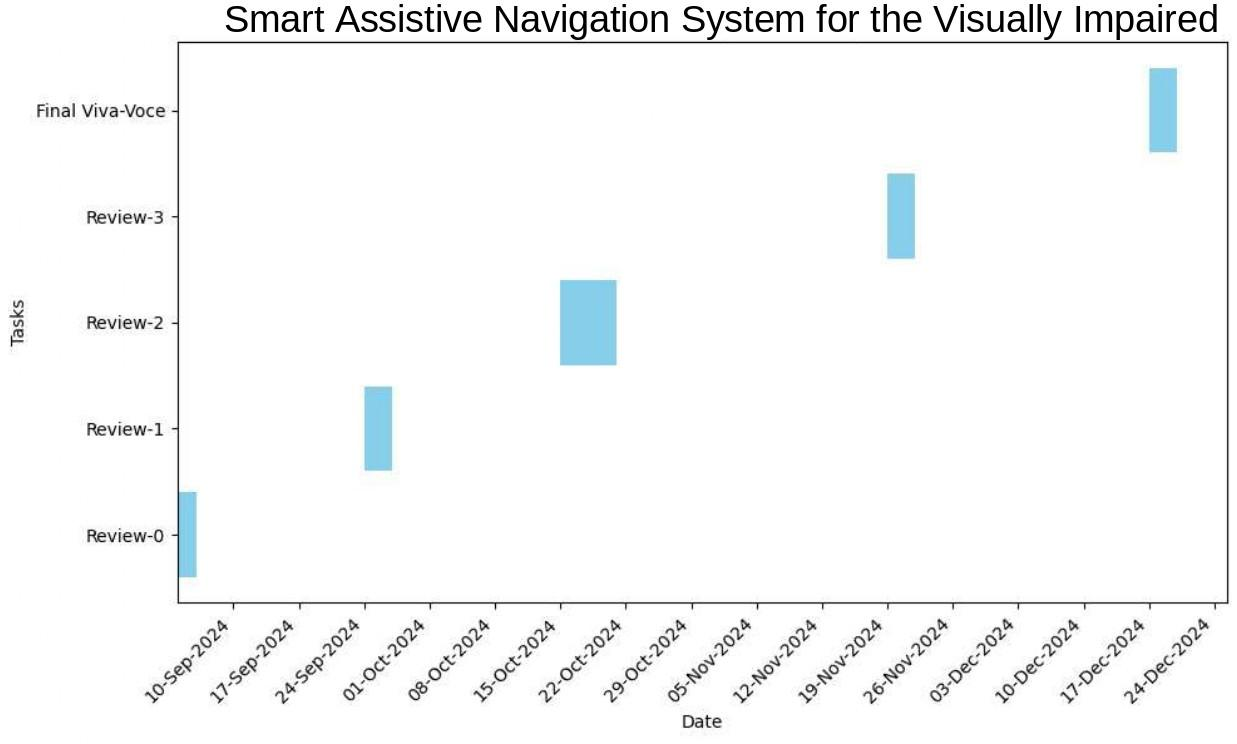 Smart Assistive Navigation System for the Visually Impaired
Final Viva-Voce
Review-3
Review-2
Review-1
Review-0
Tasks
10-Sep-2024
17-Sep-2024
24-Sep-2024
01-Oct-2024
08-Oct-2024
15-Oct-2024
22-Oct-2024
29-Oct-2024
05-Nov-2024
12-Nov-2024
19-Nov-2024
26-Nov-2024
03-Dec-2024
10-Dec-2024
17-Dec-2024
24-Dec-2024
Date